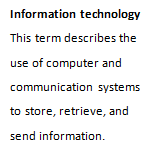 Information technology
This term describes the
use of computer and
communication systems
to store, retrieve, and
send information.